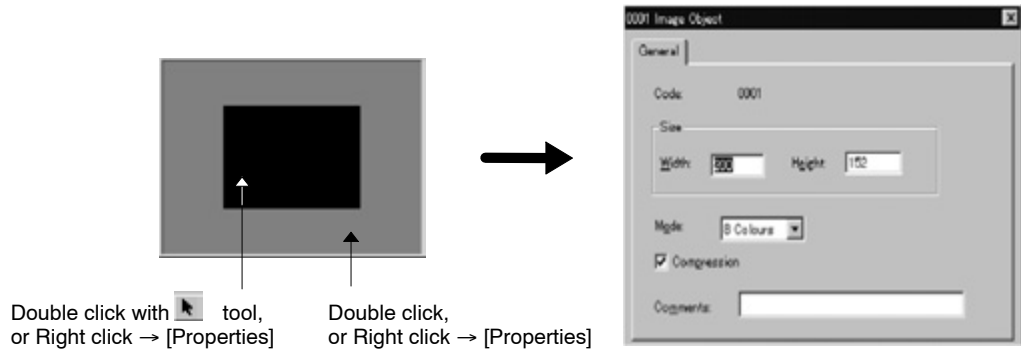 0001 Image Object
General
Code: 0001
Size
Width: Height: 152
Mode: 8 Colours
Compression
Comments:
Double click with tool,
or Right click → [Properties]
Double click,
or Right click → [Properties]